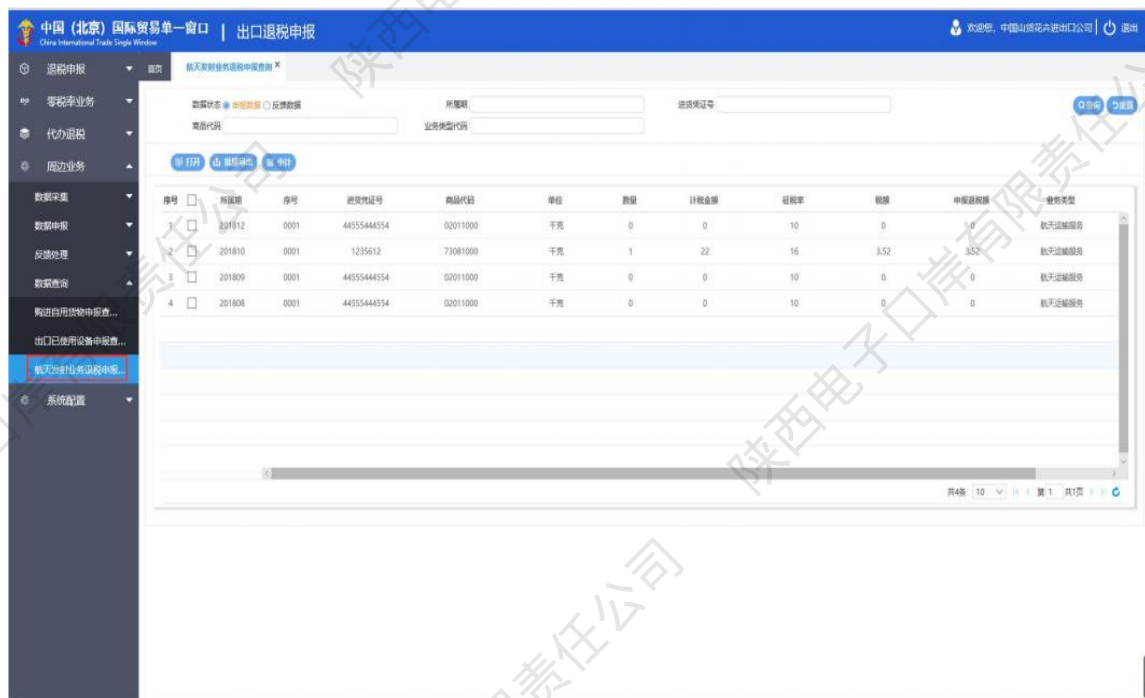 中国（北京）国际贸易单一窗口 | 出口退税申报
China International Trade Single Window
欢迎您，中国山货花卉进出口公司 | 退出
退税申报
零税率业务
代办退税
周边业务
数据采集
数据申报
反馈处理
数据查询
购进自用货物申报查...
出口已使用设备申报查...
航天发射业务退税申报...
系统配置
首页 航天发射业务退税申报查询 ×
数据状态 申报数据 反馈数据 所属期 进货凭证号 查询 重置
商品代码 业务类型代码
打开 数据导出 小计
序号 所属期 序号 进货凭证号 商品代码 单位 数量 计税金额 征税率 税额 申报退税额 业务类型
1 201812 0001 44555444554 02011000 千克 0 0 10 0 0 航天运输服务
2 201810 0001 1235612 73081000 千克 1 22 16 3.52 3.52 航天运输服务
3 201809 0001 44555444554 02011000 千克 0 0 10 0 0 航天运输服务
4 201808 0001 44555444554 02011000 千克 0 0 10 0 0 航天运输服务
共4条 10 第 1 共1页
陕西电子口岸有限责任公司